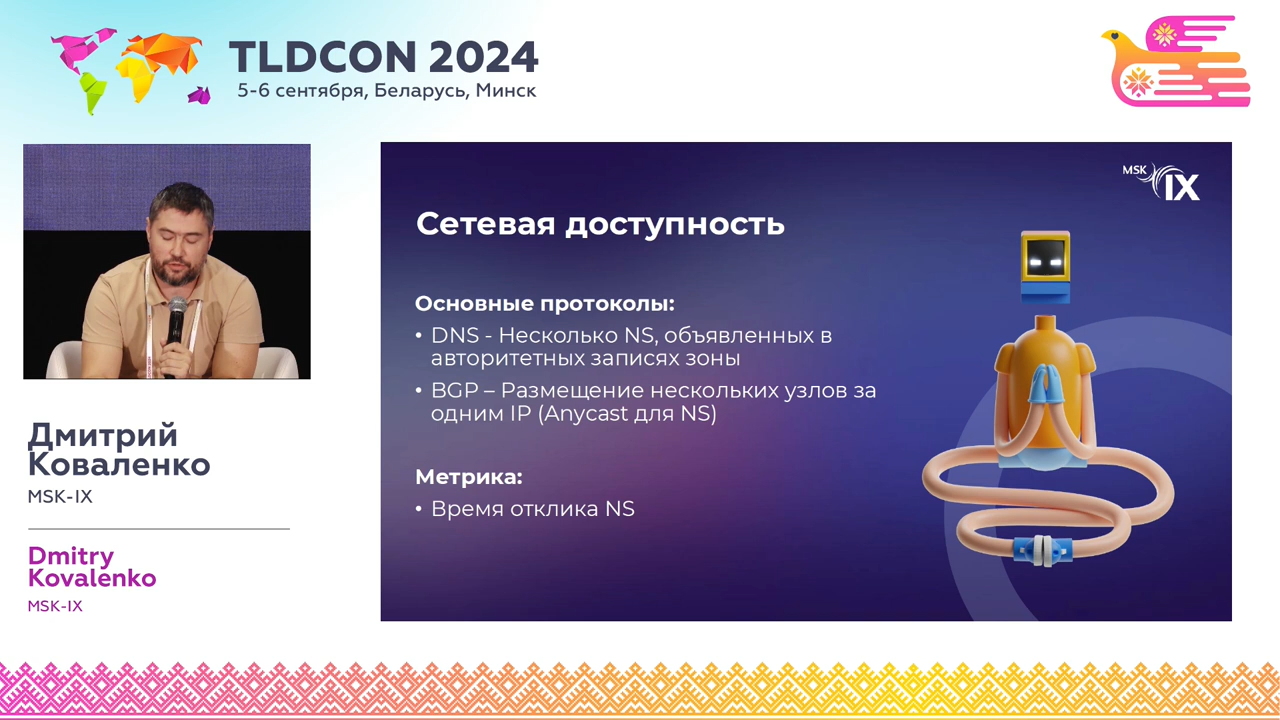 TLDCON 2024
5-6 сентября, Беларусь, Минск
MSK
IX
Сетевая доступность
Основные протоколы:
• DNS - Несколько NS, объявленных в
авторитетных записях зоны
• BGP – Размещение нескольких узлов за
одним IP (Anycast для NS)
Метрика:
• Время отклика NS
Дмитрий
Коваленко
MSK-IX
Dmitry
Kovalenko
MSK-IX